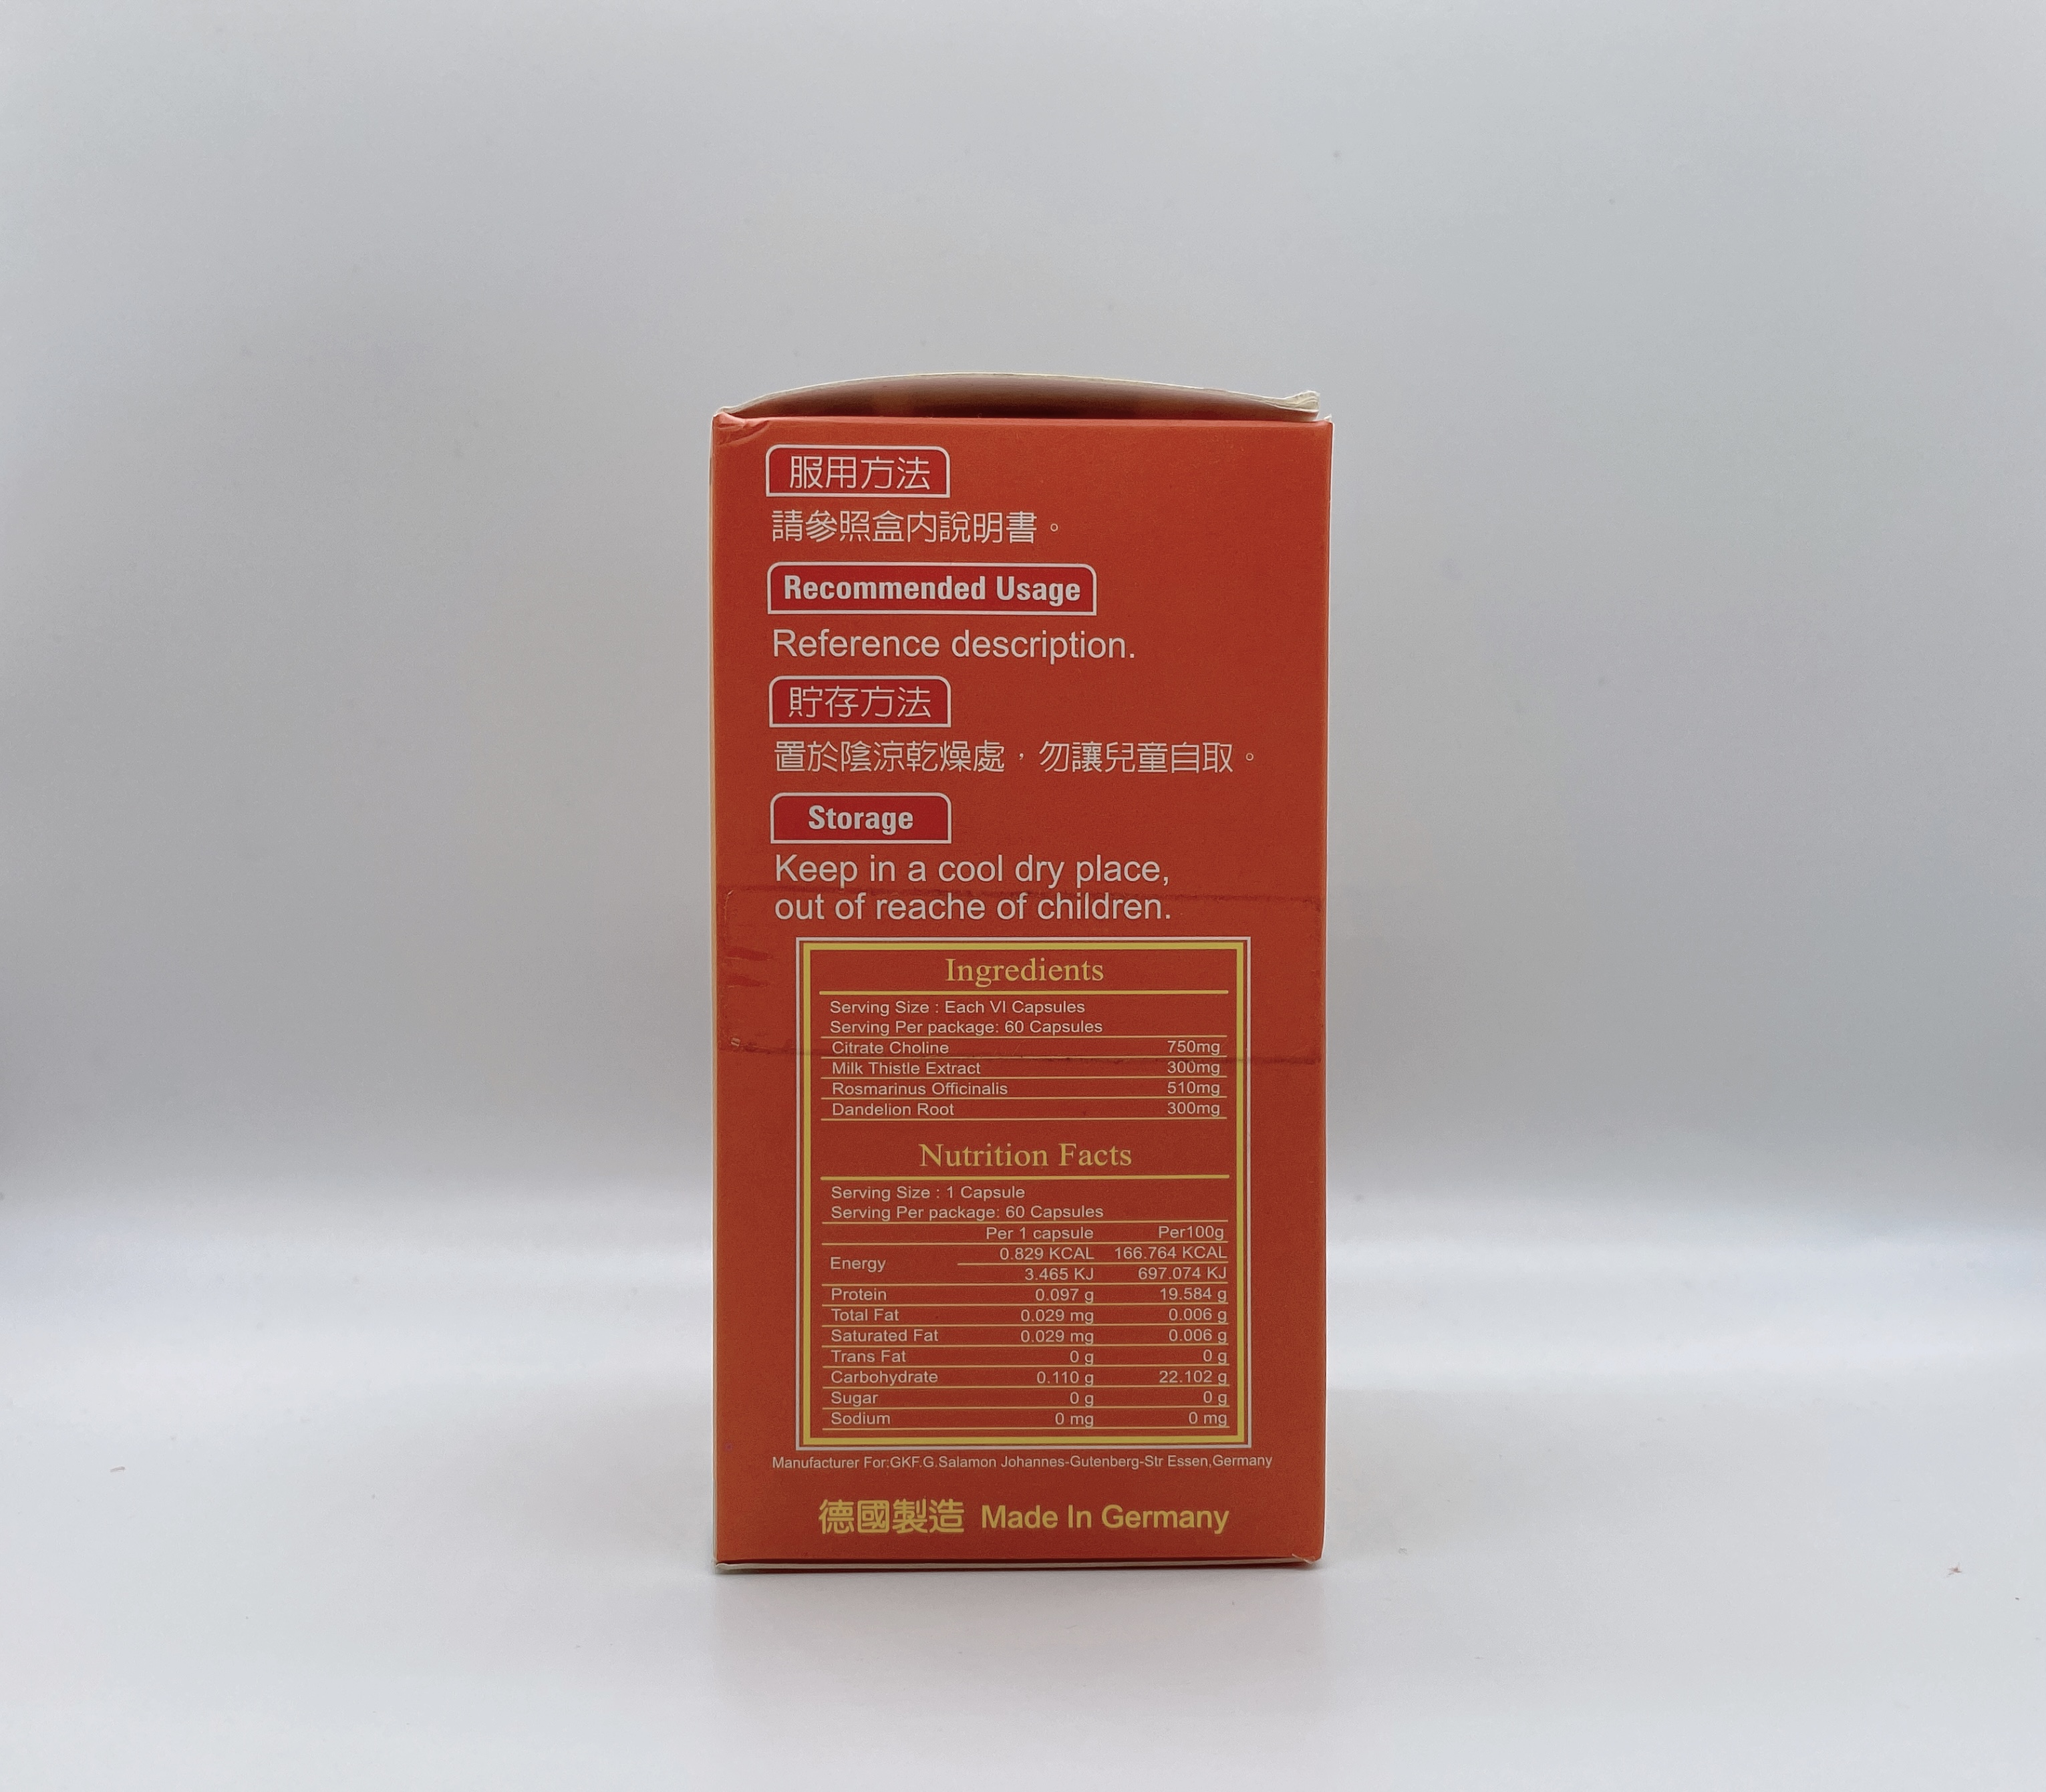 服用方法
請參照盒內說明書。
Recommended Usage
Reference description.
貯存方法
置於陰涼乾燥處，勿讓兒童自取。
Storage
Keep in a cool dry place,
out of reache of children.
Ingredients
Serving Size : Each VI Capsules
Serving Per package: 60 Capsules
Citrate Choline 750mg
Milk Thistle Extract 300mg
Rosmarinus Officinalis 510mg
Dandelion Root 300mg
Nutrition Facts
Serving Size : 1 Capsule
Serving Per package: 60 Capsules
Per 1 capsule Per100g
Energy 0.829 KCAL 166.764 KCAL
3.465 KJ 697.074 KJ
Protein 0.097 g 19.584 g
Total Fat 0.029 mg 0.006 g
Saturated Fat 0.029 mg 0.006 g
Trans Fat 0 g 0 g
Carbohydrate 0.110 g 22.102 g
Sugar 0 g 0 g
Sodium 0 mg 0 mg
Manufacturer For:GKF.G.Salamon Johannes-Gutenberg-Str Essen,Germany
德國製造 Made In Germany